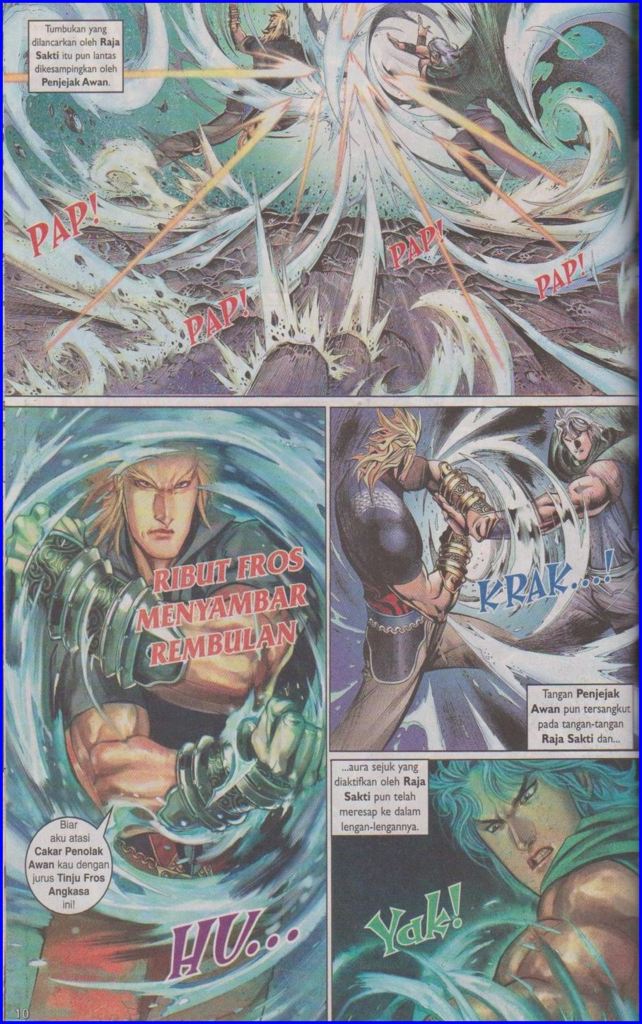 Tumbukan yang
dilancarkan oleh Raja
Sakti itu pun lantas
dikesampingkan oleh
Penjejak Awan.
PAP!
PAP!
PAP!
PAP!
RIBUT FROS
MENYAMBAR
REMBULAN
Biar
aku atasi
Cakar Penolak
Awan kau dengan
jurus Tinju Fros
Angkasa
ini!
HU...
KRAK...!
Tangan Penjejak
Awan pun tersangkut
pada tangan-tangan
Raja Sakti dan...
...aura sejuk yang
diaktifkan oleh Raja
Sakti pun telah
meresap ke dalam
lengan-lengannya.
Yak!
10